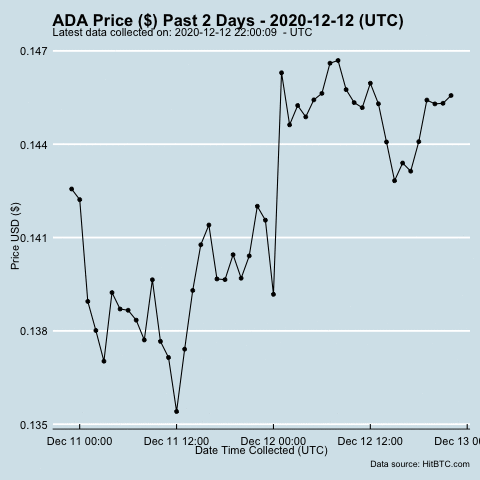 ADA Price ($) Past 2 Days - 2020-12-12 (UTC)
Latest data collected on: 2020-12-12 22:00:09  - UTC
0.147
0.144
0.141
0.138
0.135
Price USD ($)
Dec 11 00:00 Dec 11 12:00 Dec 12 00:00 Dec 12 12:00 Dec 13 0
Date Time Collected (UTC)
Data source: HitBTC.com